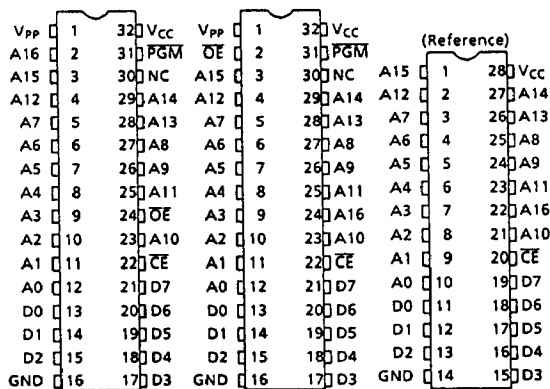 VPP 1 32 VCC
A16 2 31 PGM
A15 3 30 NC
A12 4 29 A14
A7 5 28 A13
A6 6 27 A8
A5 7 26 A9
A4 8 25 A11
A3 9 24 OE
A2 10 23 A10
A1 11 22 CE
A0 12 21 D7
D0 13 20 D6
D1 14 19 D5
D2 15 18 D4
GND 16 17 D3
VPP 1 32 VCC
OE 2 31 PGM
A15 3 30 NC
A12 4 29 A14
A7 5 28 A13
A6 6 27 A8
A5 7 26 A9
A4 8 25 A11
A3 9 24 A16
A2 10 23 A10
A1 11 22 CE
A0 12 21 D7
D0 13 20 D6
D1 14 19 D5
D2 15 18 D4
GND 16 17 D3
(Reference)
A15 1 28 VCC
A12 2 27 A14
A7 3 26 A13
A6 4 25 A8
A5 5 24 A9
A4 6 23 A11
A3 7 22 A16
A2 8 21 A10
A1 9 20 CE
A0 10 19 D7
D0 11 18 D6
D1 12 17 D5
D2 13 16 D4
GND 14 15 D3